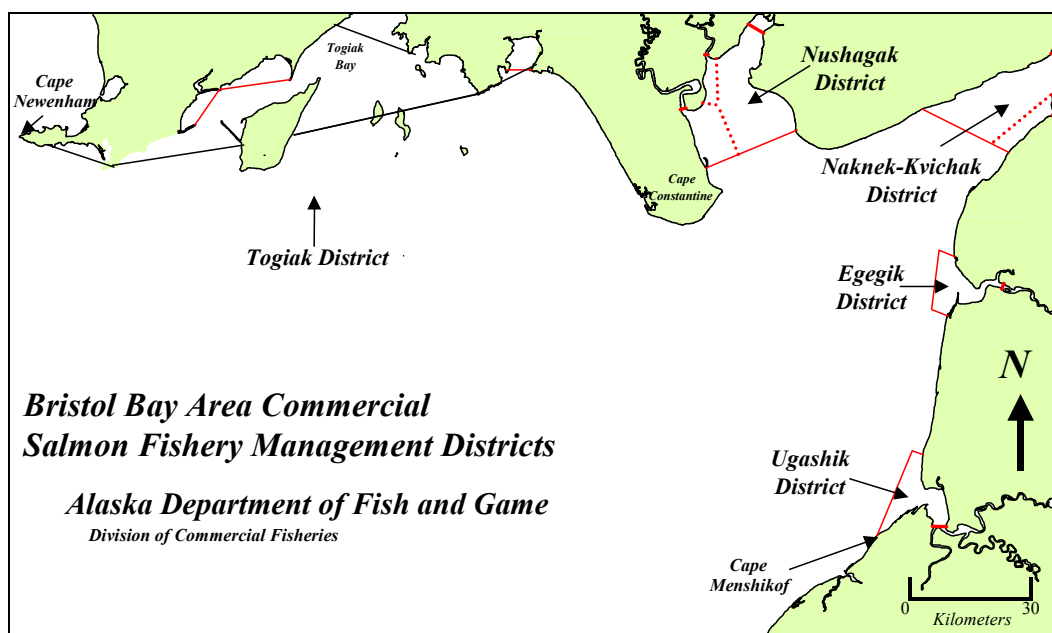 Togiak
Bay
Cape
Newenham
Nushagak
District
Naknek-Kvichak
District
Cape
Constantine
Togiak District
Egegik
District
N
Bristol Bay Area Commercial
Salmon Fishery Management Districts
Ugashik
District
Alaska Department of Fish and Game
Division of Commercial Fisheries
Cape
Menshikof
0 30
Kilometers